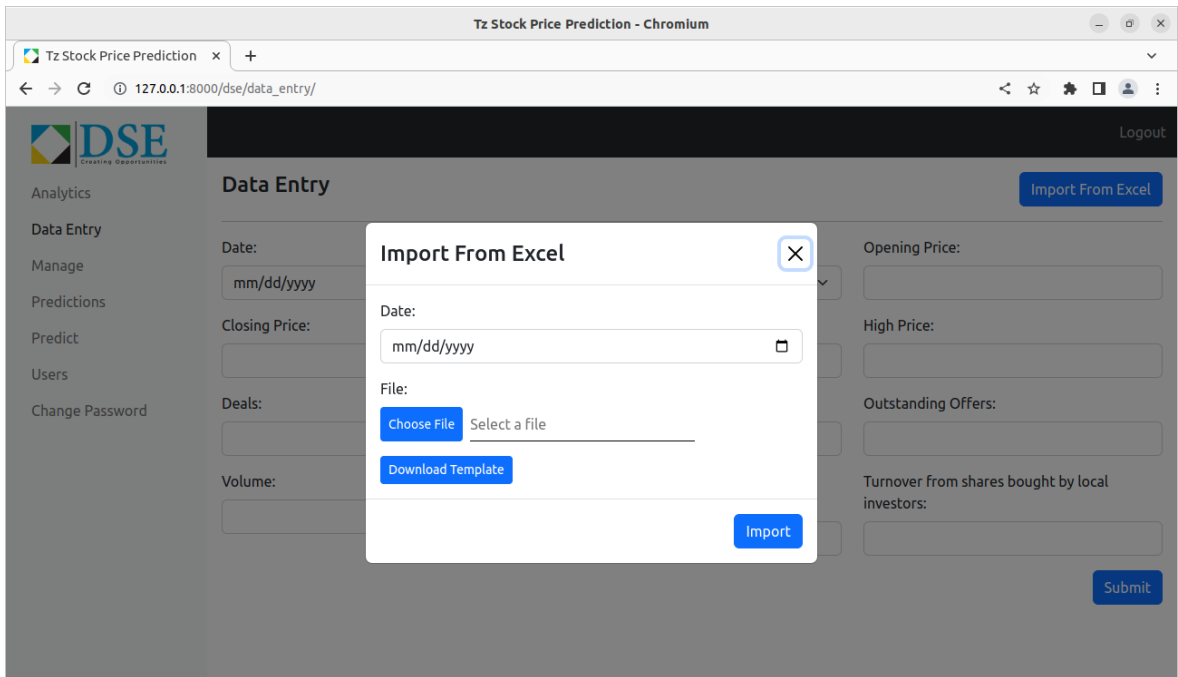 Tz Stock Price Prediction - Chromium
Tz Stock Price Prediction
127.0.0.1:8000/dse/data_entry/
DSE
Creating Opportunities
Logout
Analytics
Data Entry
Manage
Predictions
Predict
Users
Change Password
Data Entry
Import From Excel
Date:
mm/dd/yyyy
Opening Price:
Closing Price:
High Price:
Deals:
Outstanding Offers:
Volume:
Turnover from shares bought by local
investors:
Submit
Import From Excel
Date:
mm/dd/yyyy
File:
Choose File
Select a file
Download Template
Import